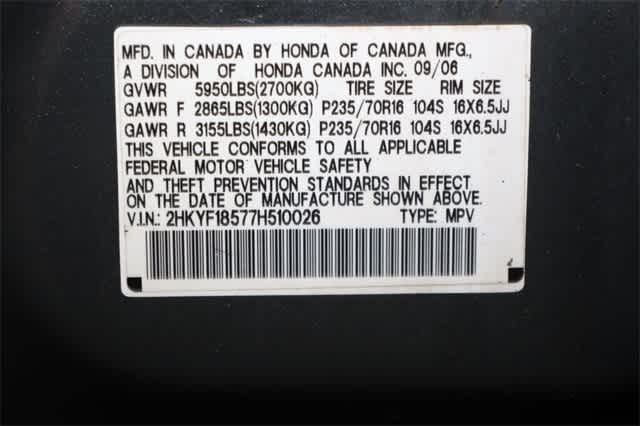 MFD. IN CANADA BY HONDA OF CANADA MFG.,
A DIVISION OF HONDA CANADA INC. 09/06
GVWR 5950LBS(2700KG) TIRE SIZE RIM SIZE
GAWR F 2865LBS(1300KG) P235/70R16 104S 16X6.5JJ
GAWR R 3155LBS(1430KG) P235/70R16 104S 16X6.5JJ
THIS VEHICLE CONFORMS TO ALL APPLICABLE
FEDERAL MOTOR VEHICLE SAFETY
AND THEFT PREVENTION STANDARDS IN EFFECT
ON THE DATE OF MANUFACTURE SHOWN ABOVE.
V.I.N.: 2HKYF18577H510026 TYPE: MPV